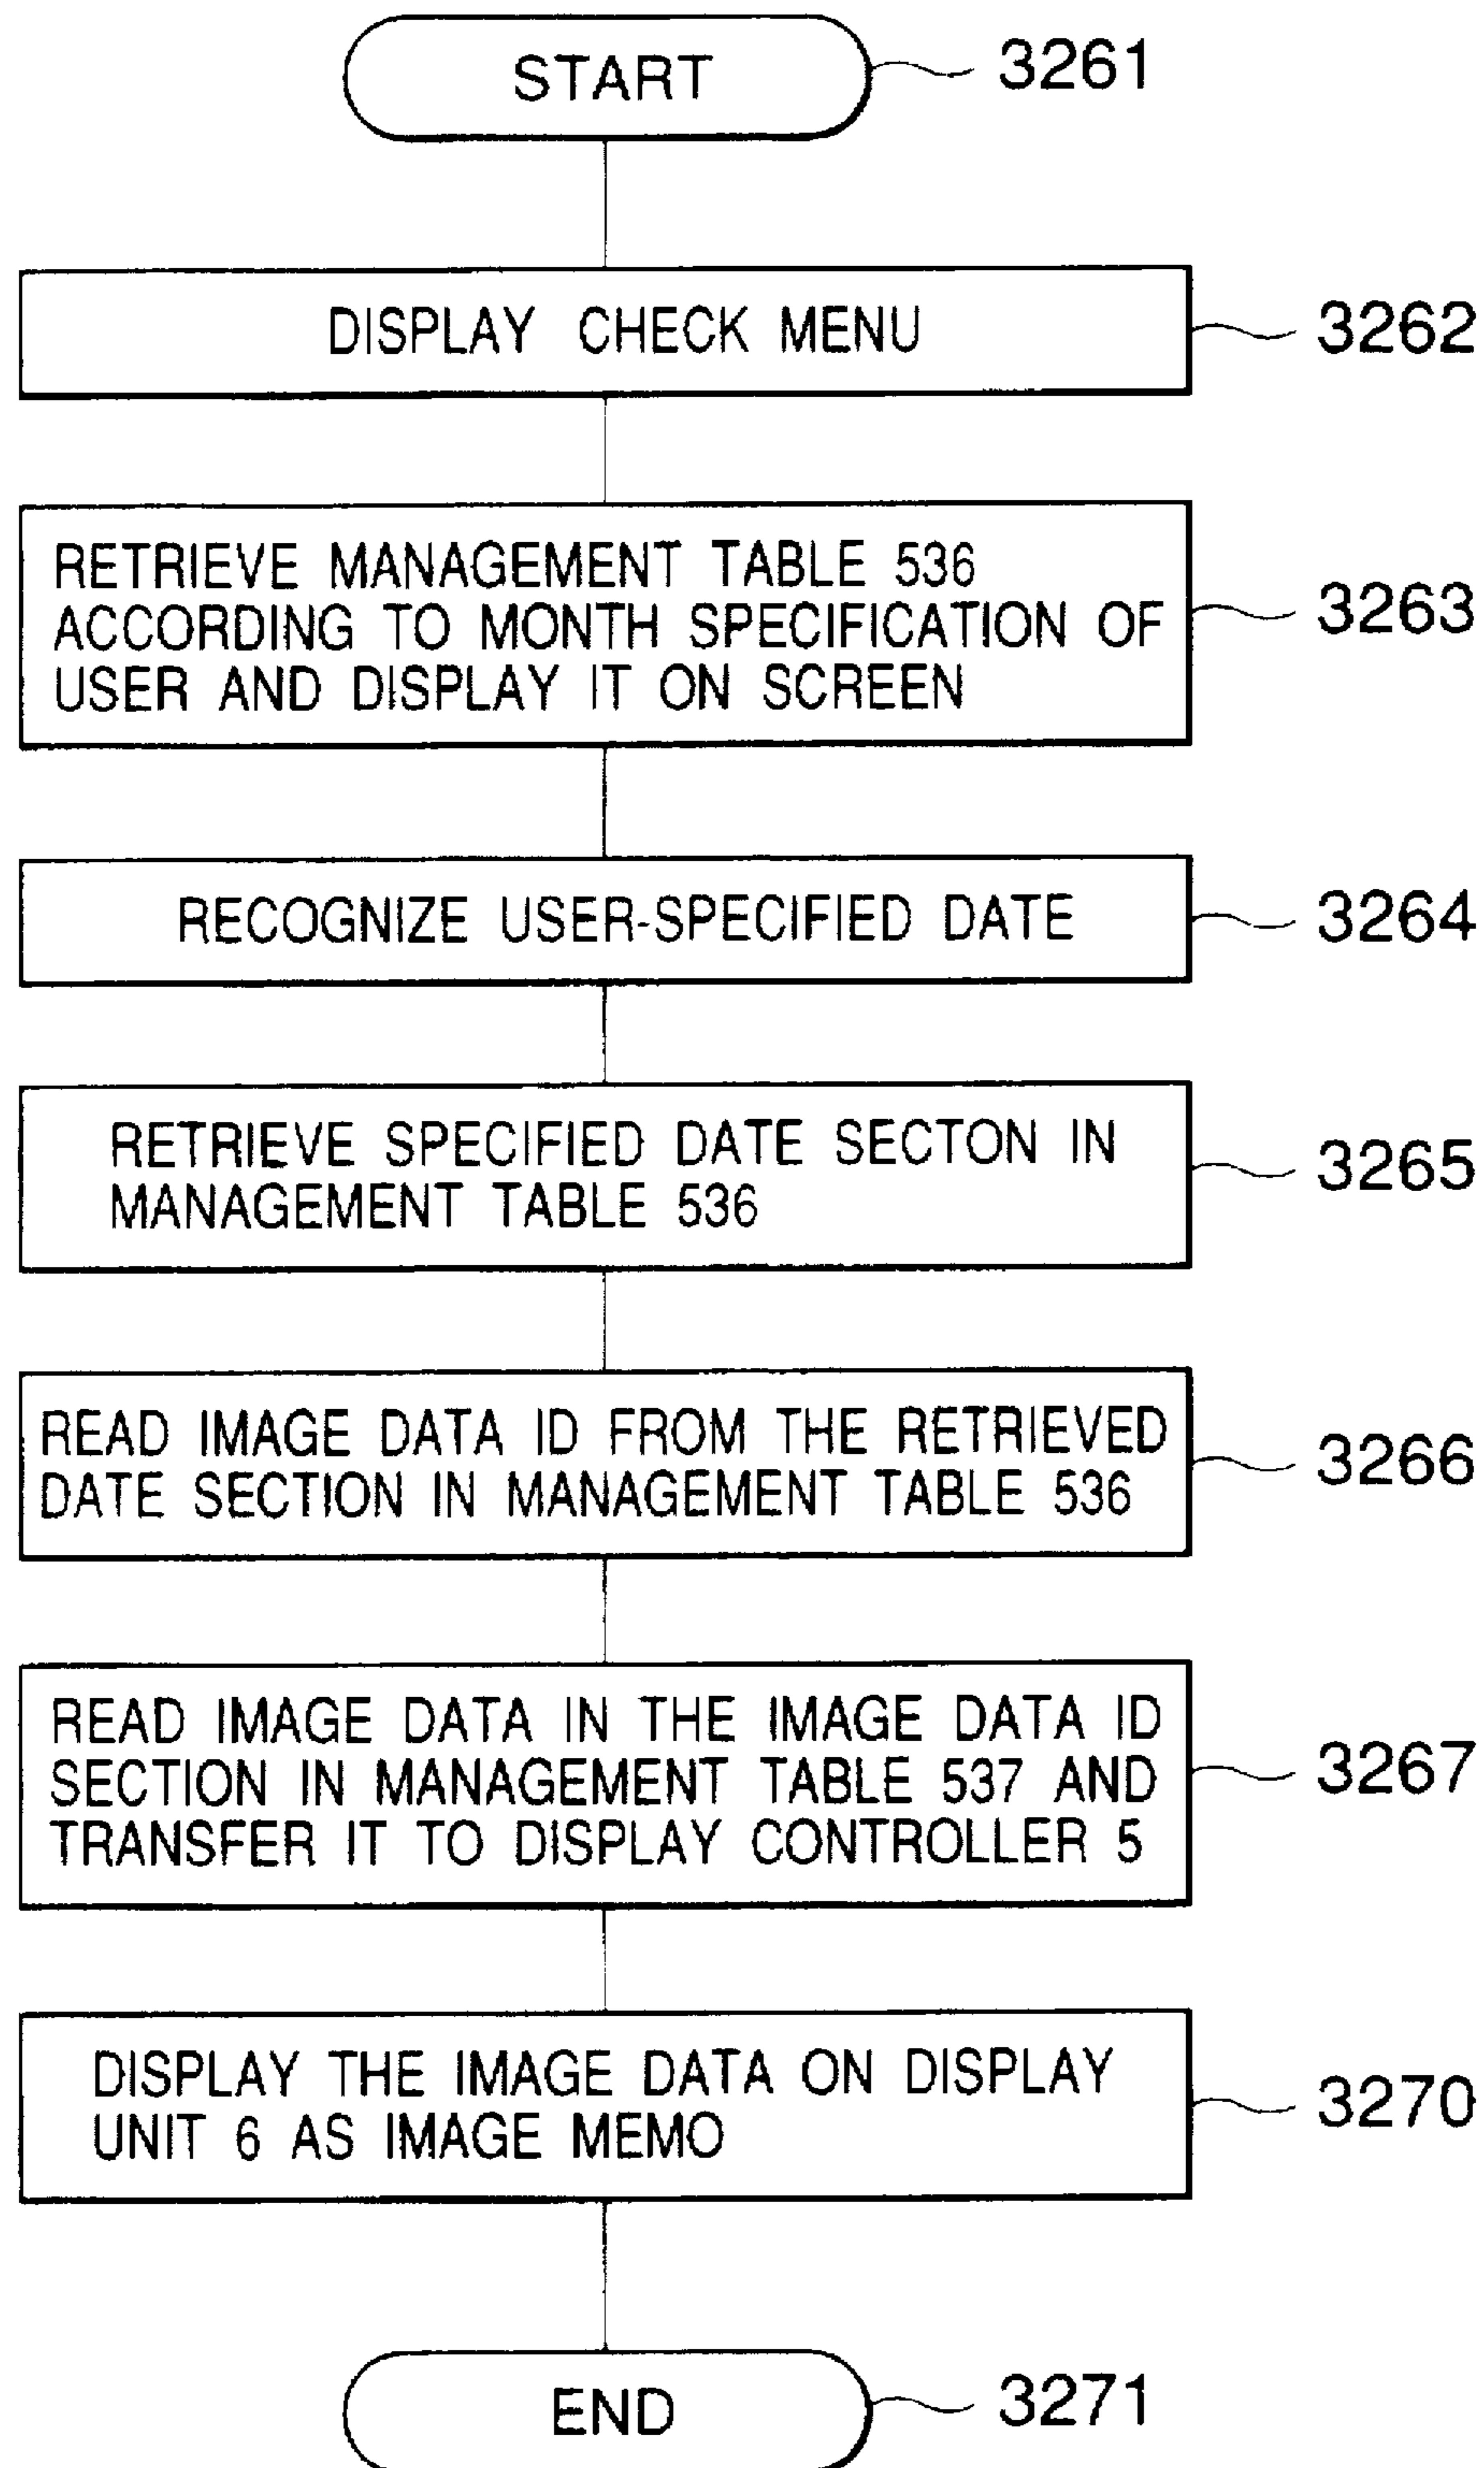 START
3261
DISPLAY CHECK MENU
3262
RETRIEVE MANAGEMENT TABLE 536
ACCORDING TO MONTH SPECIFICATION OF
USER AND DISPLAY IT ON SCREEN
3263
RECOGNIZE USER-SPECIFIED DATE
3264
RETRIEVE SPECIFIED DATE SECTON IN
MANAGEMENT TABLE 536
3265
READ IMAGE DATA ID FROM THE RETRIEVED
DATE SECTION IN MANAGEMENT TABLE 536
3266
READ IMAGE DATA IN THE IMAGE DATA ID
SECTION IN MANAGEMENT TABLE 537 AND
TRANSFER IT TO DISPLAY CONTROLLER 5
3267
DISPLAY THE IMAGE DATA ON DISPLAY
UNIT 6 AS IMAGE MEMO
3270
END
3271